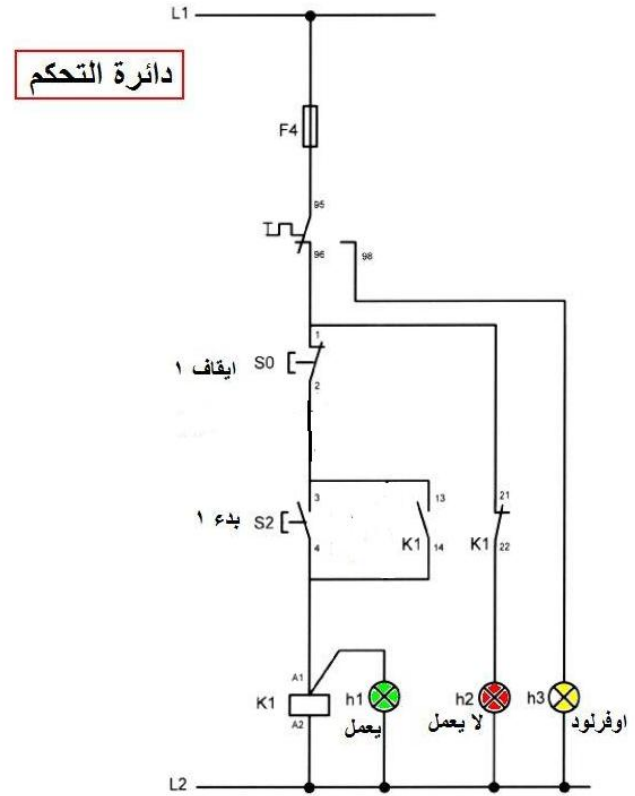 L1
دائرة التحكم
F4
95
96
98
1
ايقاف ١ S0
2
3
13
21
بدء ١ S2
4
K1 14
K1 22
A1
K1
A2
h1
h2
h3
يعمل
لا يعمل
اوفرلود
L2